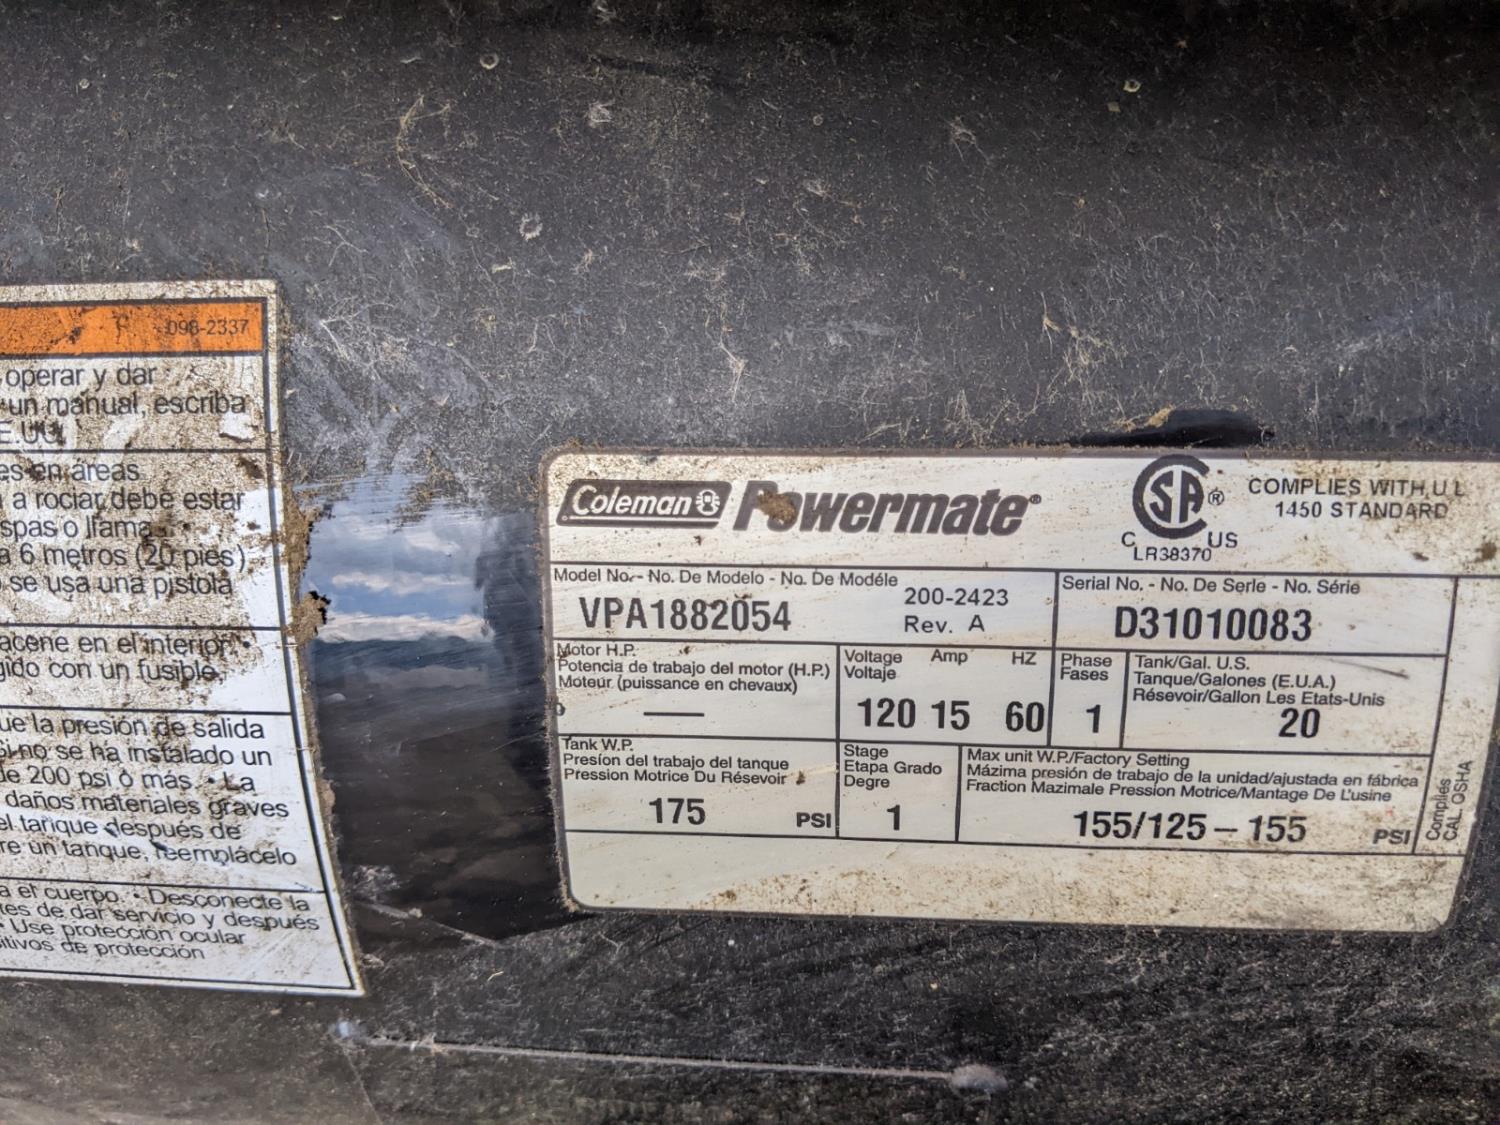 098-2337
operar y dar
un manual, escriba
E.UU.
es en áreas
a rociar debe estar
spas o llama
a 6 metros (20 pies)
se usa una pistola
acene en el interior. •
gido con un fusible.
ue la presión de salida
Si no se ha instalado un
de 200 psi ó más. • La
daños materiales graves
el tanque después de
re un tanque, reemplácelo
a el cuerpo. • Desconecte la
tes de dar servicio y después
• Use protección ocular
itivos de protección
Coleman Powermate®
CSA® C US
LR38370
COMPLIES WITH U L
1450 STANDARD
Model No. - No. De Modelo - No. De Modéle
VPA1882054
200-2423
Rev. A
Serial No. - No. De Serle - No. Série
D31010083
Motor H.P.
Potencia de trabajo del motor (H.P.)
Moteur (puissance en chevaux)
—
Voltage Amp HZ
Voltaje
120 15 60
Phase
Fases
1
Tank/Gal. U.S.
Tanque/Galones (E.U.A.)
Résevoir/Gallon Les Etats-Unis
20
Tank W.P.
Presíon del trabajo del tanque
Pression Motrice Du Résevoir
175 PSI
Stage
Etapa Grado
Degre
1
Max unit W.P./Factory Setting
Mázima presión de trabajo de la unidad/ajustada en fábrica
Fraction Mazimale Pression Motrice/Mantage De L'usine
155/125 – 155 PSI
Complies
CAL OSHA